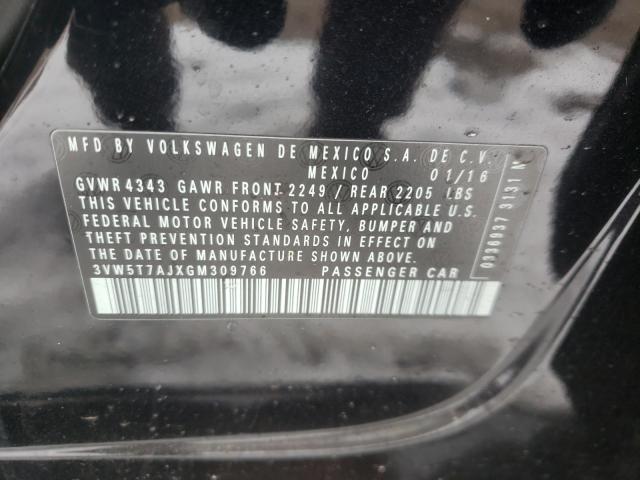 MFD BY VOLKSWAGEN DE MEXICO S.A. DE C.V.
MEXICO 01/16
GVWR 4343 GAWR FRONT 2249 / REAR 2205 LBS
THIS VEHICLE CONFORMS TO ALL APPLICABLE U.S.
FEDERAL MOTOR VEHICLE SAFETY, BUMPER AND
THEFT PREVENTION STANDARDS IN EFFECT ON
THE DATE OF MANUFACTURE SHOWN ABOVE.
3VW5T7AJXGM309766 PASSENGER CAR
0396937 3131 N